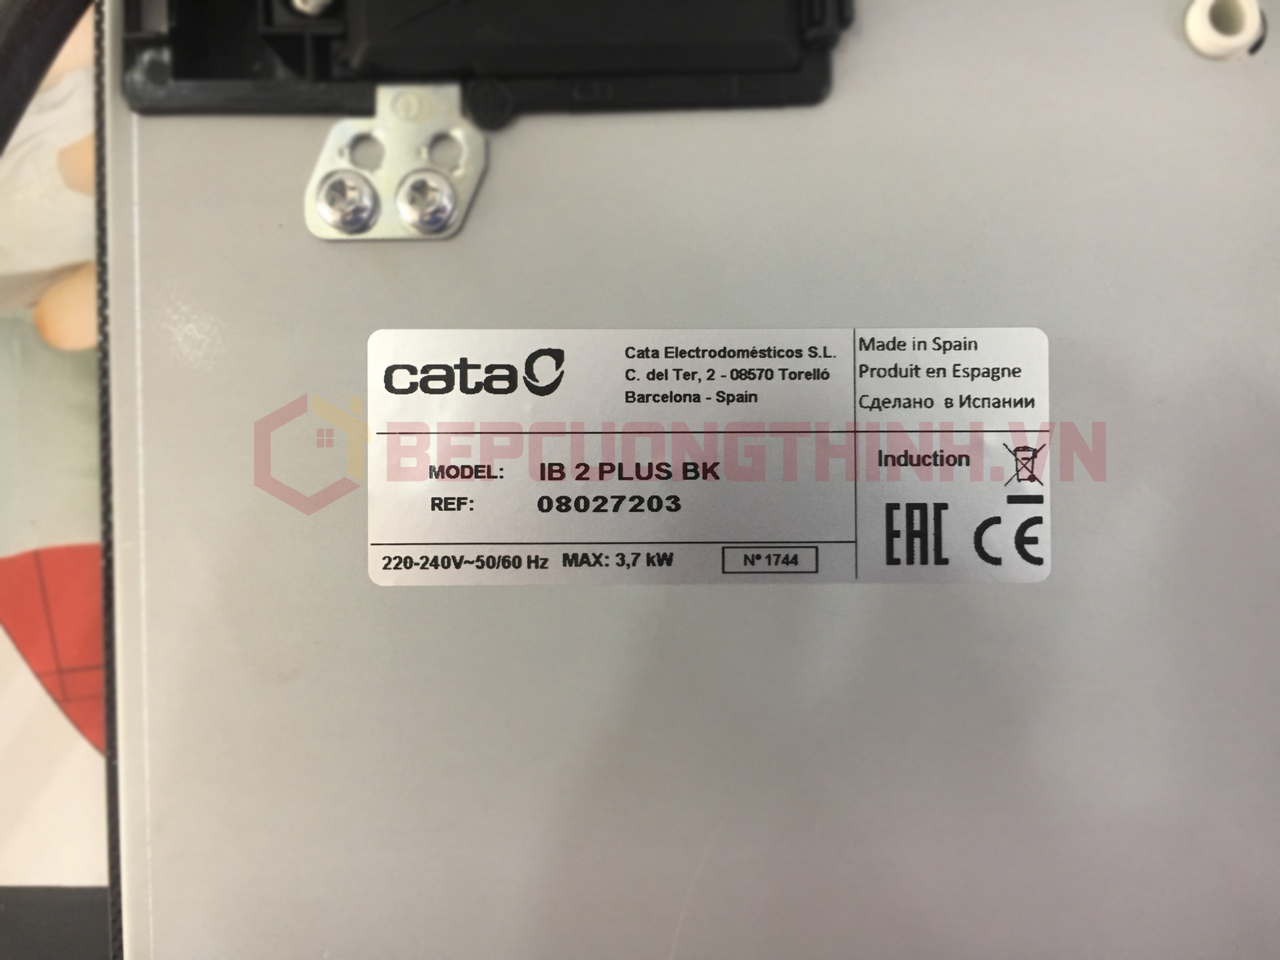 cata
Cata Electrodomésticos S.L.
C. del Ter, 2 - 08570 Torelló
Barcelona - Spain
Made in Spain
Produit en Espagne
Сделано в Испании
BEPCUONGTHINH.VN
MODEL: IB 2 PLUS BK
REF: 08027203
Induction
EAC CE
220-240V~50/60 Hz MAX: 3,7 kW Nº 1744